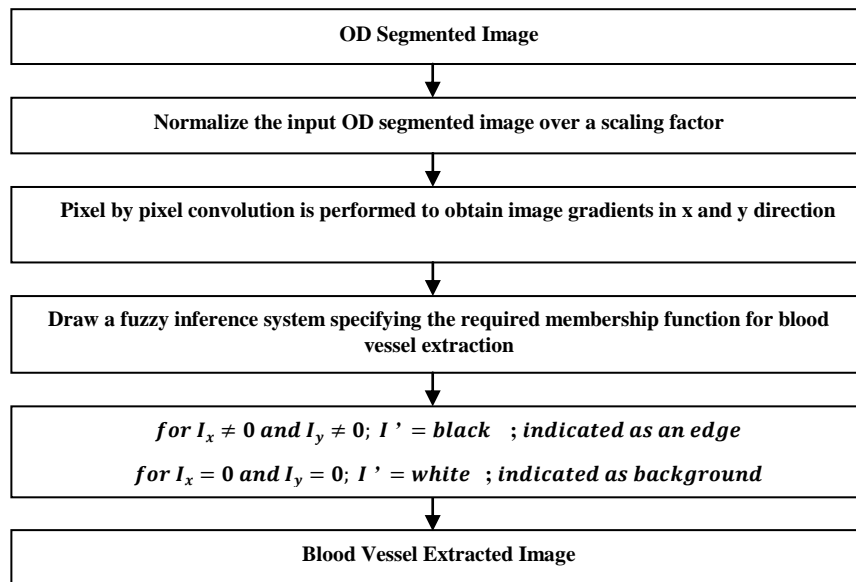 OD Segmented Image
Normalize the input OD segmented image over a scaling factor
Pixel by pixel convolution is performed to obtain image gradients in x and y direction
Draw a fuzzy inference system specifying the required membership function for blood
vessel extraction
for I_x ≠ 0 and I_y ≠ 0; I ’ = black ; indicated as an edge
for I_x = 0 and I_y = 0; I ’ = white ; indicated as background
Blood Vessel Extracted Image